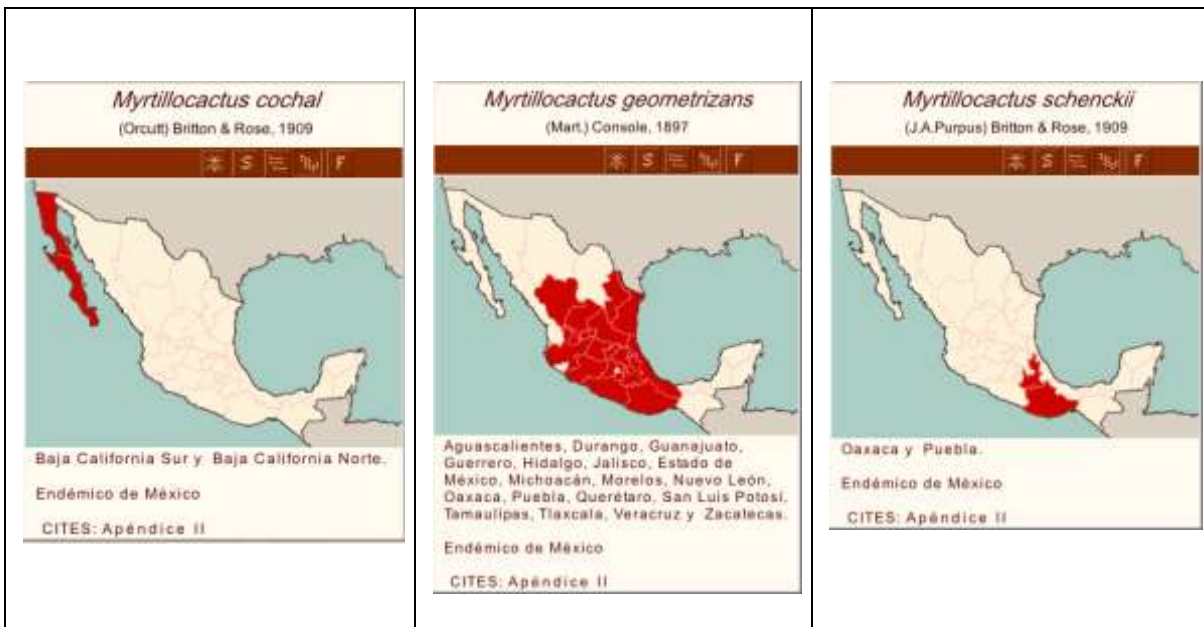 Myrtillocactus cochal
(Orcutt) Britton & Rose, 1909
S
F
Baja California Sur y Baja California Norte.
Endémico de México
CITES: Apéndice II
Myrtillocactus geometrizans
(Mart.) Console, 1897
S
F
Aguascalientes, Durango, Guanajuato,
Guerrero, Hidalgo, Jalisco, Estado de
México, Michoacán, Morelos, Nuevo León,
Oaxaca, Puebla, Querétaro, San Luis Potosí,
Tamaulipas, Tlaxcala, Veracruz y Zacatecas.
Endémico de México
CITES: Apéndice II
Myrtillocactus schenckii
(J.A.Purpus) Britton & Rose, 1909
S
F
Oaxaca y Puebla.
Endémico de México
CITES: Apéndice II